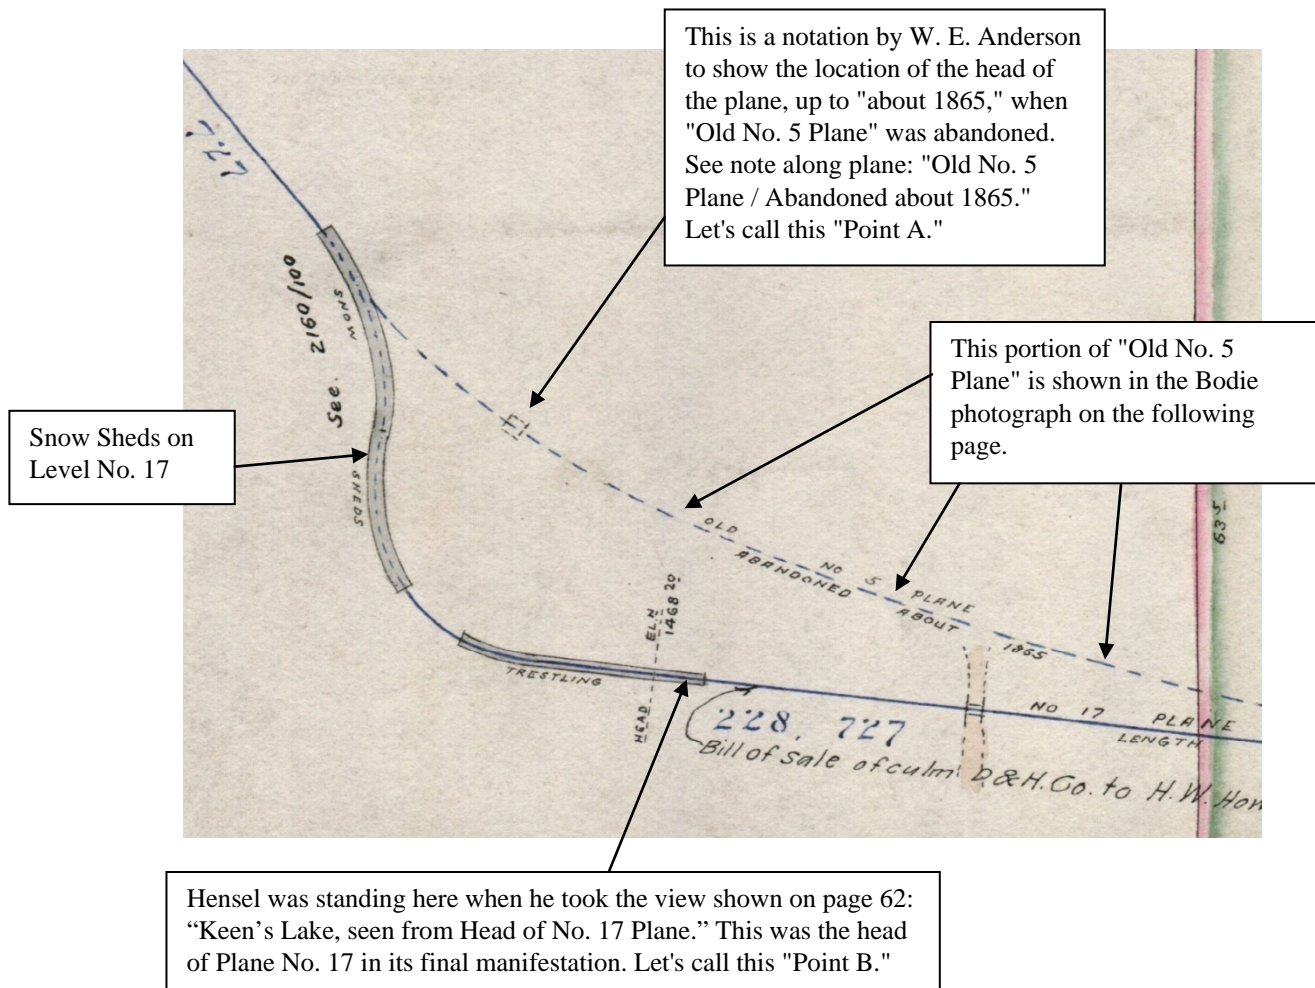 This is a notation by W. E. Anderson
to show the location of the head of
the plane, up to "about 1865," when
"Old No. 5 Plane" was abandoned.
See note along plane: "Old No. 5
Plane / Abandoned about 1865."
Let's call this "Point A."
727
See. 2160/100
SNOW
SHEDS
This portion of "Old No. 5
Plane" is shown in the Bodie
photograph on the following
page.
Snow Sheds on
Level No. 17
635
OLD NO 5 PLANE
ABANDONED ABOUT 1865
HEAD EL.N
1468 20
TRESTLING
NO 17 PLANE
LENGTH
228, 727
Bill of sale of culm D&H.Co. to H.W. How
Hensel was standing here when he took the view shown on page 62:
“Keen’s Lake, seen from Head of No. 17 Plane.” This was the head
of Plane No. 17 in its final manifestation. Let's call this "Point B."